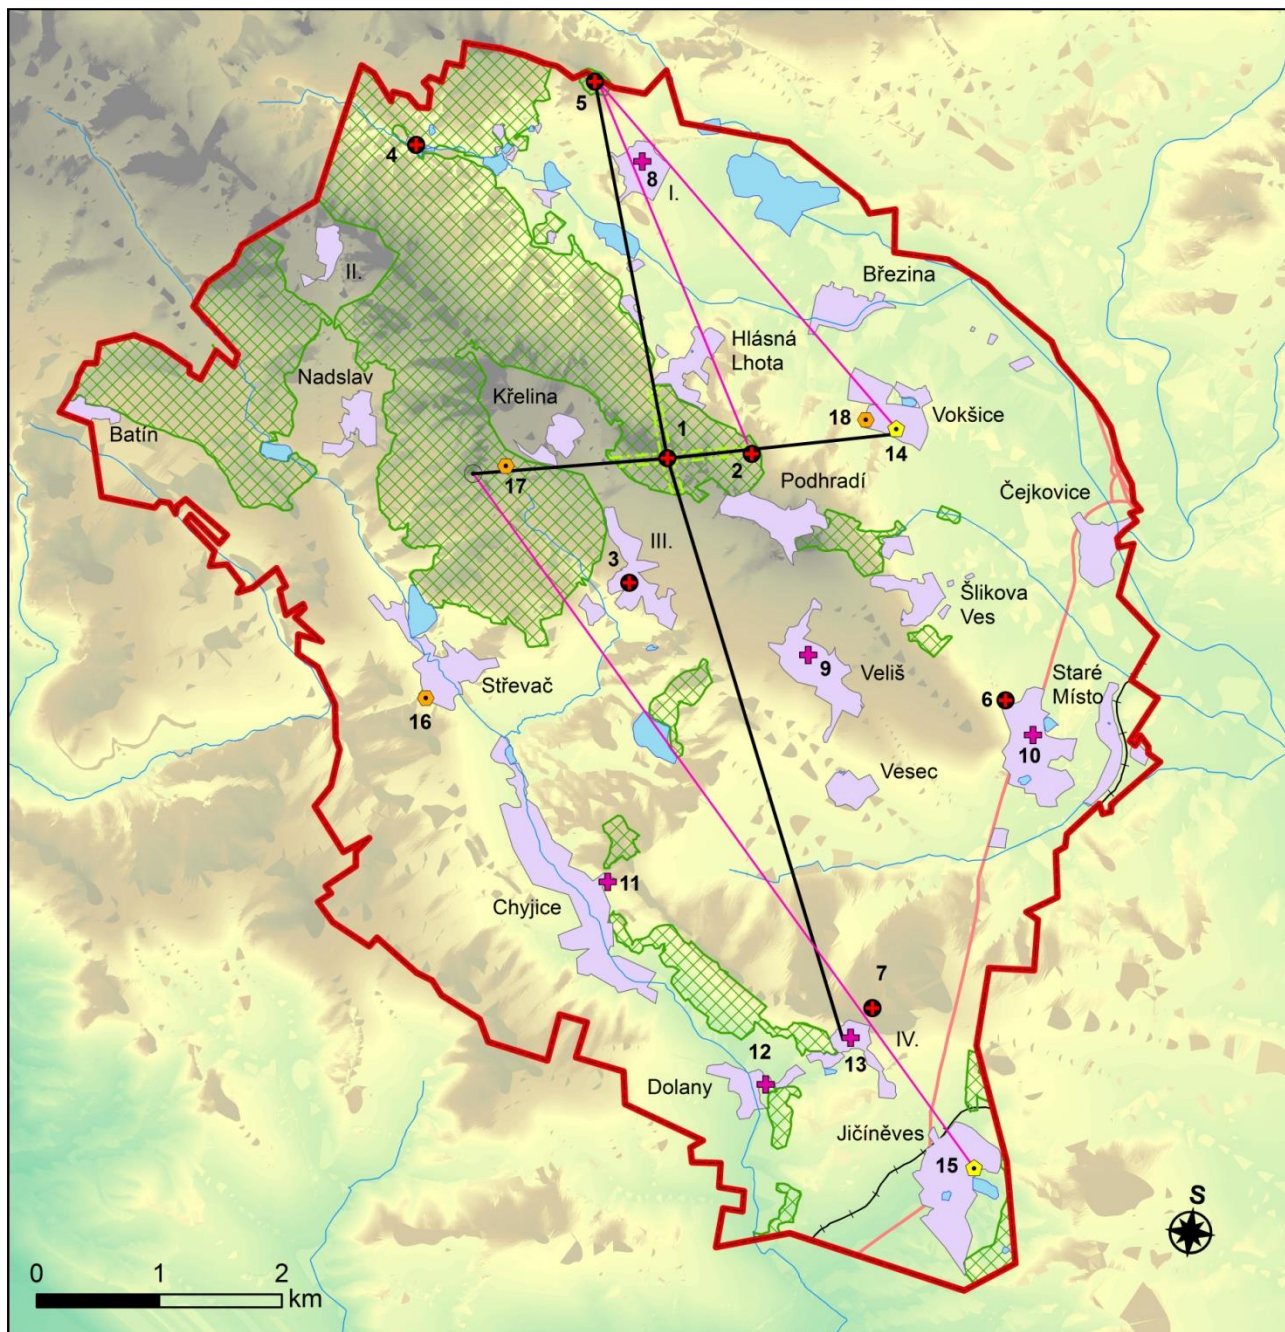 5
4
8
I.
II.
Březina
Hlásná
Lhota
Nadslav
Křelina
Batín
1
18
Vokšice
14
2
17
Podhradí
Čejkovice
III.
3
Šlikova
Ves
9
Veliš
Staré
Místo
6
Střevač
16
10
Vesec
11
Chyjice
7
IV.
12
13
Dolany
Jičíněves
15
S
0 1 2
km